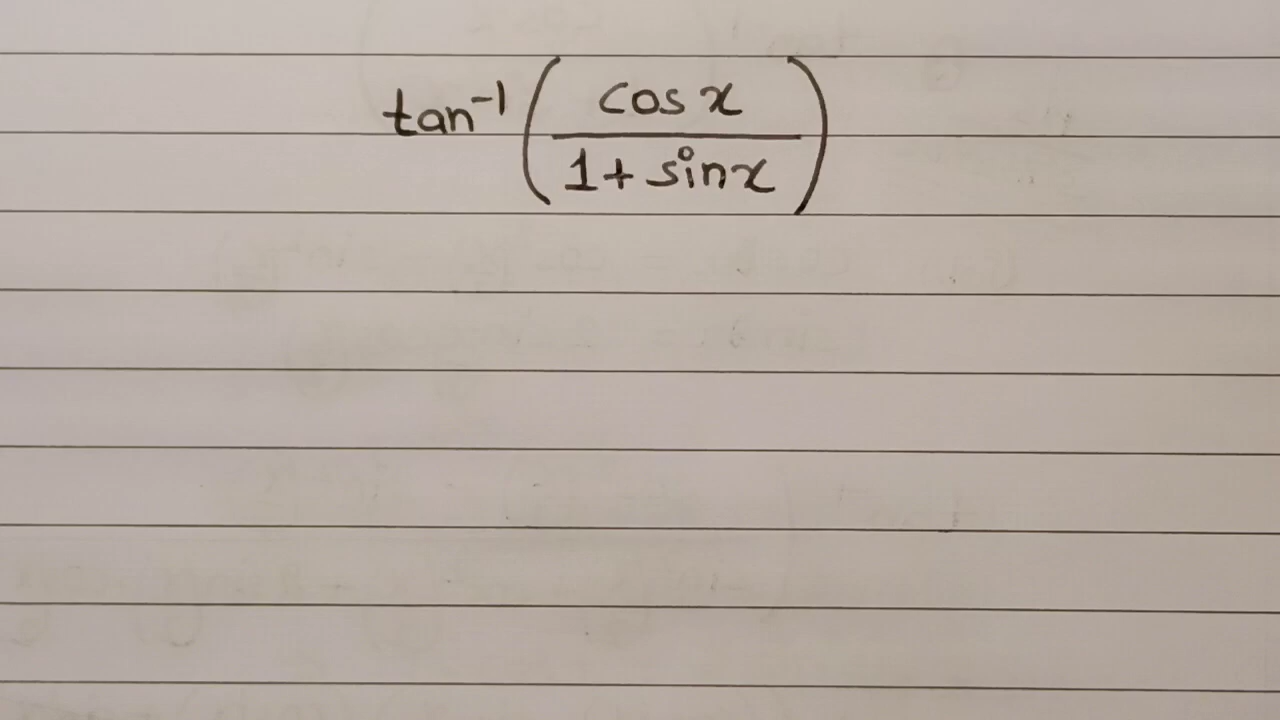 tan⁻¹ ( cos x / 1 + sin x )